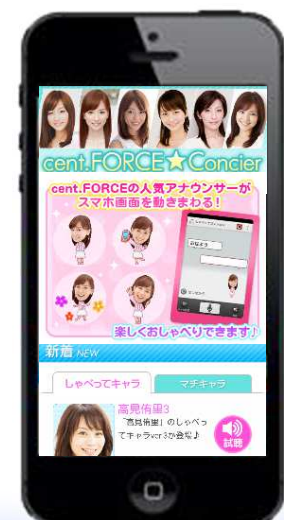 cent.FORCE★Concier
cent.FORCEの人気アナウンサーが
スマホ画面を動きまわる!
楽しくおしゃべりできます♪
新着 NEW
しゃべってキャラ
マチキャラ
高見侑里3
「高見侑里」のしゃべっ
てキャラver3が登場♪
試聴